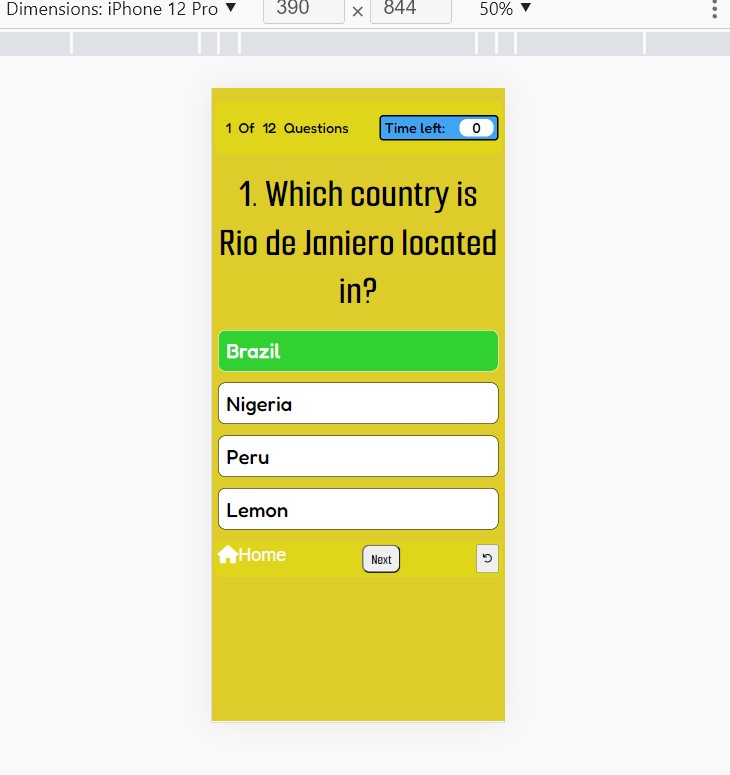 Dimensions: iPhone 12 Pro ▼ 390 × 844 50% ▼
1 Of 12 Questions Time left: 0
1. Which country is
Rio de Janiero located
in?
Brazil
Nigeria
Peru
Lemon
Home Next